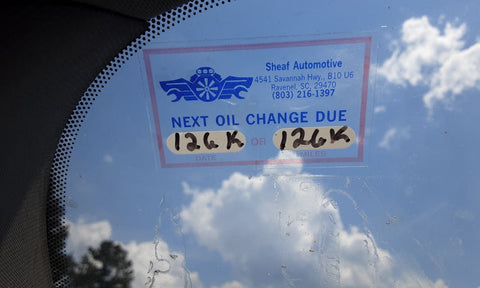 Sheaf Automotive
4541 Savannah Hwy., B10 U6
Ravenel, SC, 29470
(803) 216-1397
NEXT OIL CHANGE DUE
126K OR 126K
DATE MILES